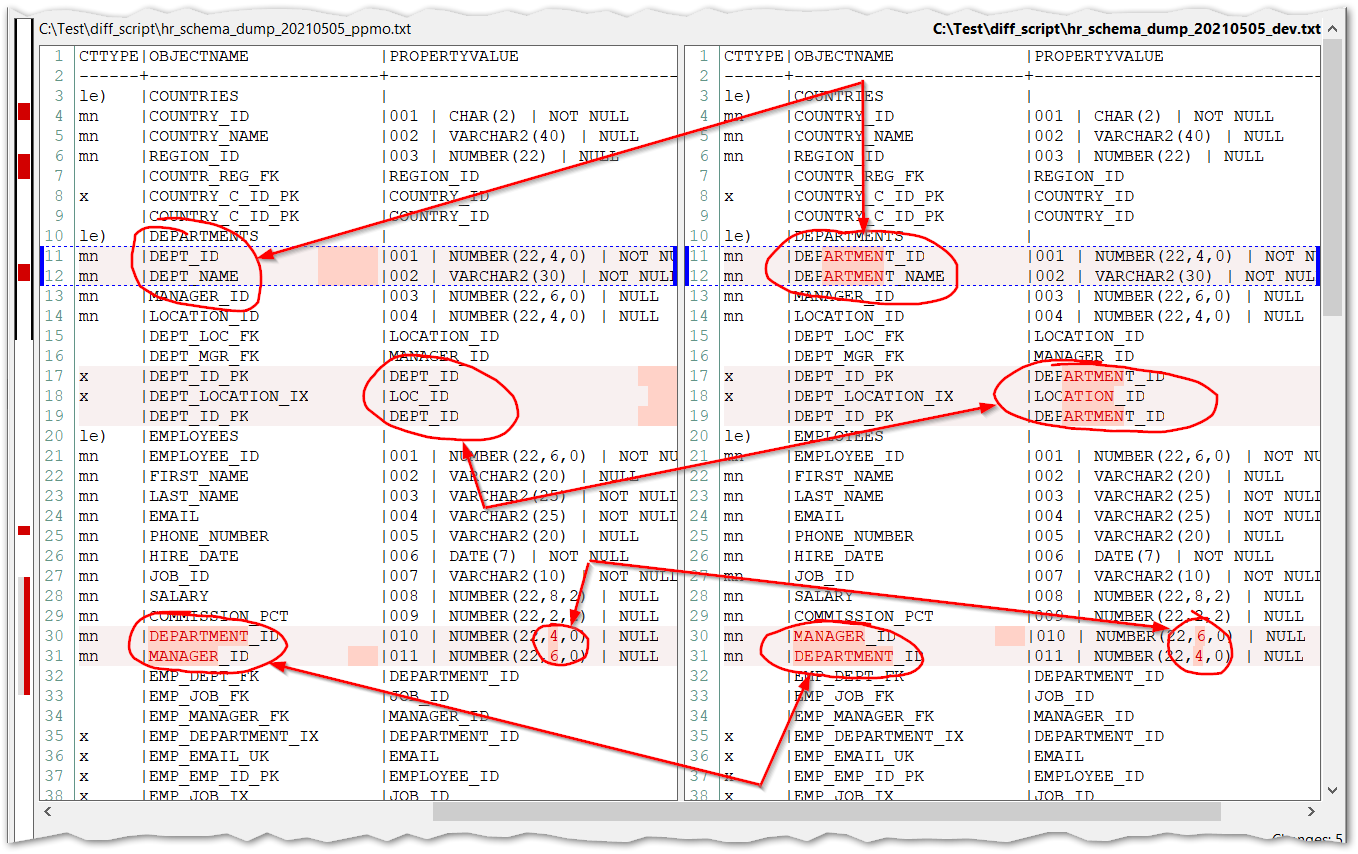 C:\Test\diff_script\hr_schema_dump_20210505_ppmo.txt
1 CTTYPE|OBJECTNAME |PROPERTYVALUE
2 ------+-----------------------+-----------------------------
3 le) |COUNTRIES |
4 mn |COUNTRY_ID |001 | CHAR(2) | NOT NULL
5 mn |COUNTRY_NAME |002 | VARCHAR2(40) | NULL
6 mn |REGION_ID |003 | NUMBER(22) | NULL
7 |COUNTR_REG_FK |REGION_ID
8 x |COUNTRY_C_ID_PK |COUNTRY_ID
9 |COUNTRY_C_ID_PK |COUNTRY_ID
10 le) |DEPARTMENTS |
11 mn |DEPT_ID |001 | NUMBER(22,4,0) | NOT NU
12 mn |DEPT_NAME |002 | VARCHAR2(30) | NOT NULL
13 mn |MANAGER_ID |003 | NUMBER(22,6,0) | NULL
14 mn |LOCATION_ID |004 | NUMBER(22,4,0) | NULL
15 |DEPT_LOC_FK |LOCATION_ID
16 |DEPT_MGR_FK |MANAGER_ID
17 x |DEPT_ID_PK |DEPT_ID
18 x |DEPT_LOCATION_IX |LOC_ID
19 |DEPT_ID_PK |DEPT_ID
20 le) |EMPLOYEES |
21 mn |EMPLOYEE_ID |001 | NUMBER(22,6,0) | NOT NU
22 mn |FIRST_NAME |002 | VARCHAR2(20) | NULL
23 mn |LAST_NAME |003 | VARCHAR2(25) | NOT NULL
24 mn |EMAIL |004 | VARCHAR2(25) | NOT NULL
25 mn |PHONE_NUMBER |005 | VARCHAR2(20) | NULL
26 mn |HIRE_DATE |006 | DATE(7) | NOT NULL
27 mn |JOB_ID |007 | VARCHAR2(10) | NOT NULL
28 mn |SALARY |008 | NUMBER(22,8,2) | NULL
29 mn |COMMISSION_PCT |009 | NUMBER(22,2,2) | NULL
30 mn |DEPARTMENT_ID |010 | NUMBER(22,4,0) | NULL
31 mn |MANAGER_ID |011 | NUMBER(22,6,0) | NULL
32 |EMP_DEPT_FK |DEPARTMENT_ID
33 |EMP_JOB_FK |JOB_ID
34 |EMP_MANAGER_FK |MANAGER_ID
35 x |EMP_DEPARTMENT_IX |DEPARTMENT_ID
36 x |EMP_EMAIL_UK |EMAIL
37 x |EMP_EMP_ID_PK |EMPLOYEE_ID
38 x |EMP_JOB_IX |JOB_ID
C:\Test\diff_script\hr_schema_dump_20210505_dev.txt
1 CTTYPE|OBJECTNAME |PROPERTYVALUE
2 ------+-----------------------+-----------------------------
3 le) |COUNTRIES |
4 mn |COUNTRY_ID |001 | CHAR(2) | NOT NULL
5 mn |COUNTRY_NAME |002 | VARCHAR2(40) | NULL
6 mn |REGION_ID |003 | NUMBER(22) | NULL
7 |COUNTR_REG_FK |REGION_ID
8 x |COUNTRY_C_ID_PK |COUNTRY_ID
9 |COUNTRY_C_ID_PK |COUNTRY_ID
10 le) |DEPARTMENTS |
11 mn |DEPARTMENT_ID |001 | NUMBER(22,4,0) | NOT NU
12 mn |DEPARTMENT_NAME |002 | VARCHAR2(30) | NOT NULL
13 mn |MANAGER_ID |003 | NUMBER(22,6,0) | NULL
14 mn |LOCATION_ID |004 | NUMBER(22,4,0) | NULL
15 |DEPT_LOC_FK |LOCATION_ID
16 |DEPT_MGR_FK |MANAGER_ID
17 x |DEPT_ID_PK |DEPARTMENT_ID
18 x |DEPT_LOCATION_IX |LOCATION_ID
19 |DEPT_ID_PK |DEPARTMENT_ID
20 le) |EMPLOYEES |
21 mn |EMPLOYEE_ID |001 | NUMBER(22,6,0) | NOT NU
22 mn |FIRST_NAME |002 | VARCHAR2(20) | NULL
23 mn |LAST_NAME |003 | VARCHAR2(25) | NOT NULL
24 mn |EMAIL |004 | VARCHAR2(25) | NOT NULL
25 mn |PHONE_NUMBER |005 | VARCHAR2(20) | NULL
26 mn |HIRE_DATE |006 | DATE(7) | NOT NULL
27 mn |JOB_ID |007 | VARCHAR2(10) | NOT NULL
28 mn |SALARY |008 | NUMBER(22,8,2) | NULL
29 mn |COMMISSION_PCT |009 | NUMBER(22,2,2) | NULL
30 mn |MANAGER_ID |010 | NUMBER(22,6,0) | NULL
31 mn |DEPARTMENT_ID |011 | NUMBER(22,4,0) | NULL
32 |EMP_DEPT_FK |DEPARTMENT_ID
33 |EMP_JOB_FK |JOB_ID
34 |EMP_MANAGER_FK |MANAGER_ID
35 x |EMP_DEPARTMENT_IX |DEPARTMENT_ID
36 x |EMP_EMAIL_UK |EMAIL
37 x |EMP_EMP_ID_PK |EMPLOYEE_ID
38 x |EMP_JOB_IX |JOB_ID
Changes: 5